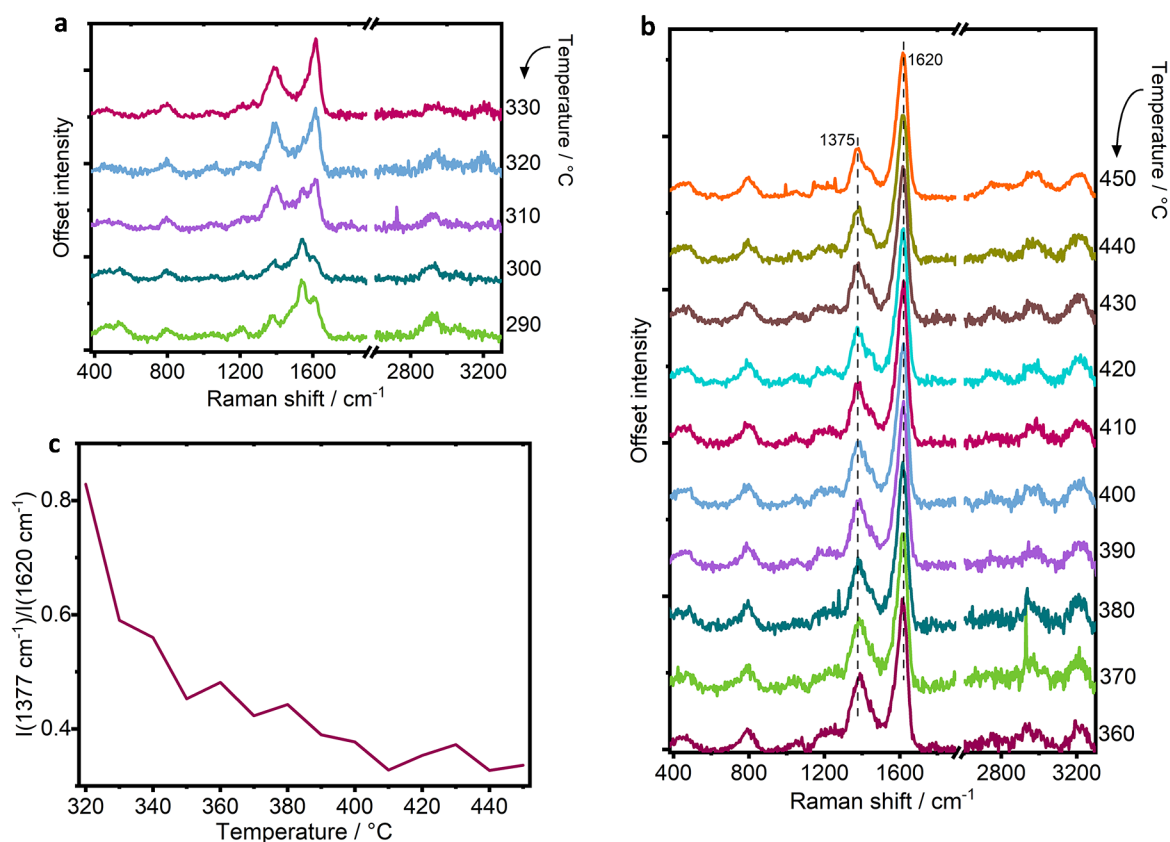 a
Offset intensity
330
320
310
300
290
Temperature / °C
400 800 1200 1600 2800 3200
Raman shift / cm-1
b
Offset intensity
1375
1620
450
440
430
420
410
400
390
380
370
360
Temperature / °C
400 800 1200 1600 2800 3200
Raman shift / cm-1
c
I(1377 cm-1)/I(1620 cm-1)
0.8
0.6
0.4
320 340 360 380 400 420 440
Temperature / °C